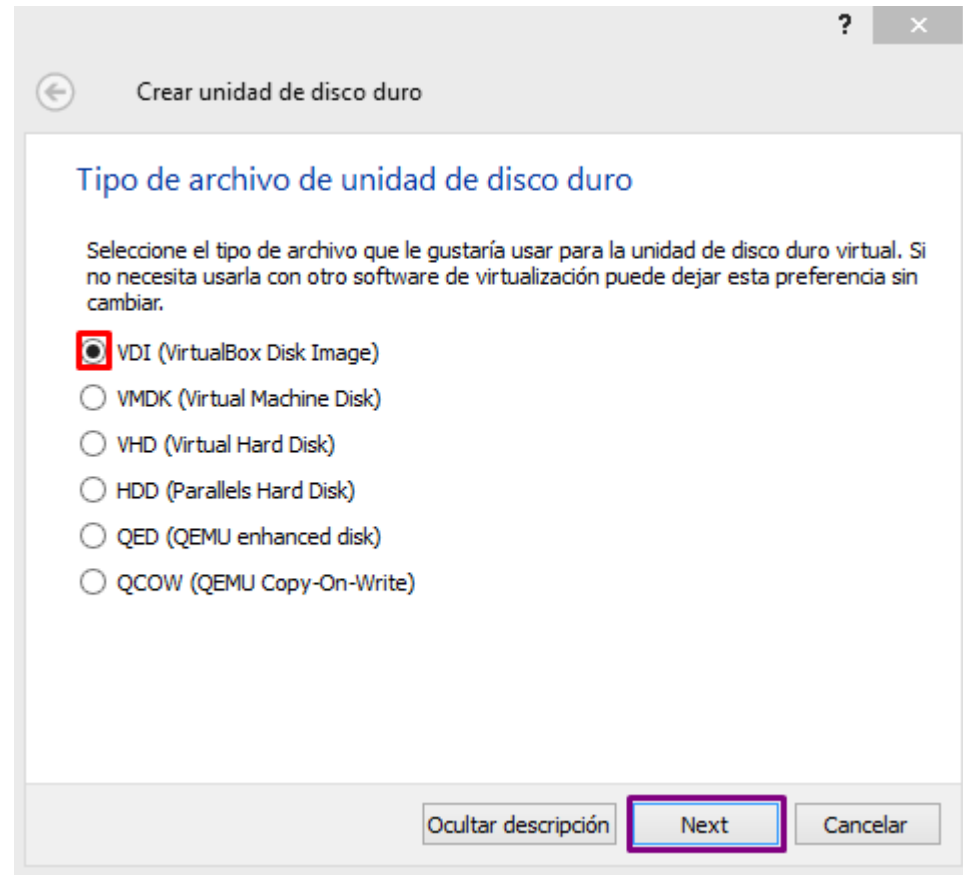 ?
Crear unidad de disco duro
Tipo de archivo de unidad de disco duro
Seleccione el tipo de archivo que le gustaría usar para la unidad de disco duro virtual. Si
no necesita usarla con otro software de virtualización puede dejar esta preferencia sin
cambiar.
VDI (VirtualBox Disk Image)
VMDK (Virtual Machine Disk)
VHD (Virtual Hard Disk)
HDD (Parallels Hard Disk)
QED (QEMU enhanced disk)
QCOW (QEMU Copy-On-Write)
Ocultar descripción Next Cancelar